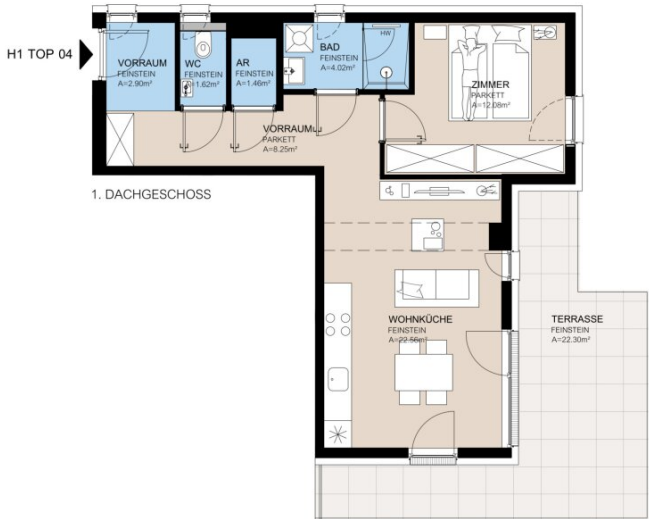 H1 TOP 04
VORRAUM
FEINSTEIN
A=2.90m²
WC
FEINSTEIN
A=1.62m²
AR
FEINSTEIN
A=1.46m²
BAD
FEINSTEIN
A=4.02m²
HW
ZIMMER
PARKETT
A=12.08m²
VORRAUM
PARKETT
A=8.25m²
1. DACHGESCHOSS
WOHNKÜCHE
FEINSTEIN
A=22.56m²
TERRASSE
FEINSTEIN
A=22.30m²